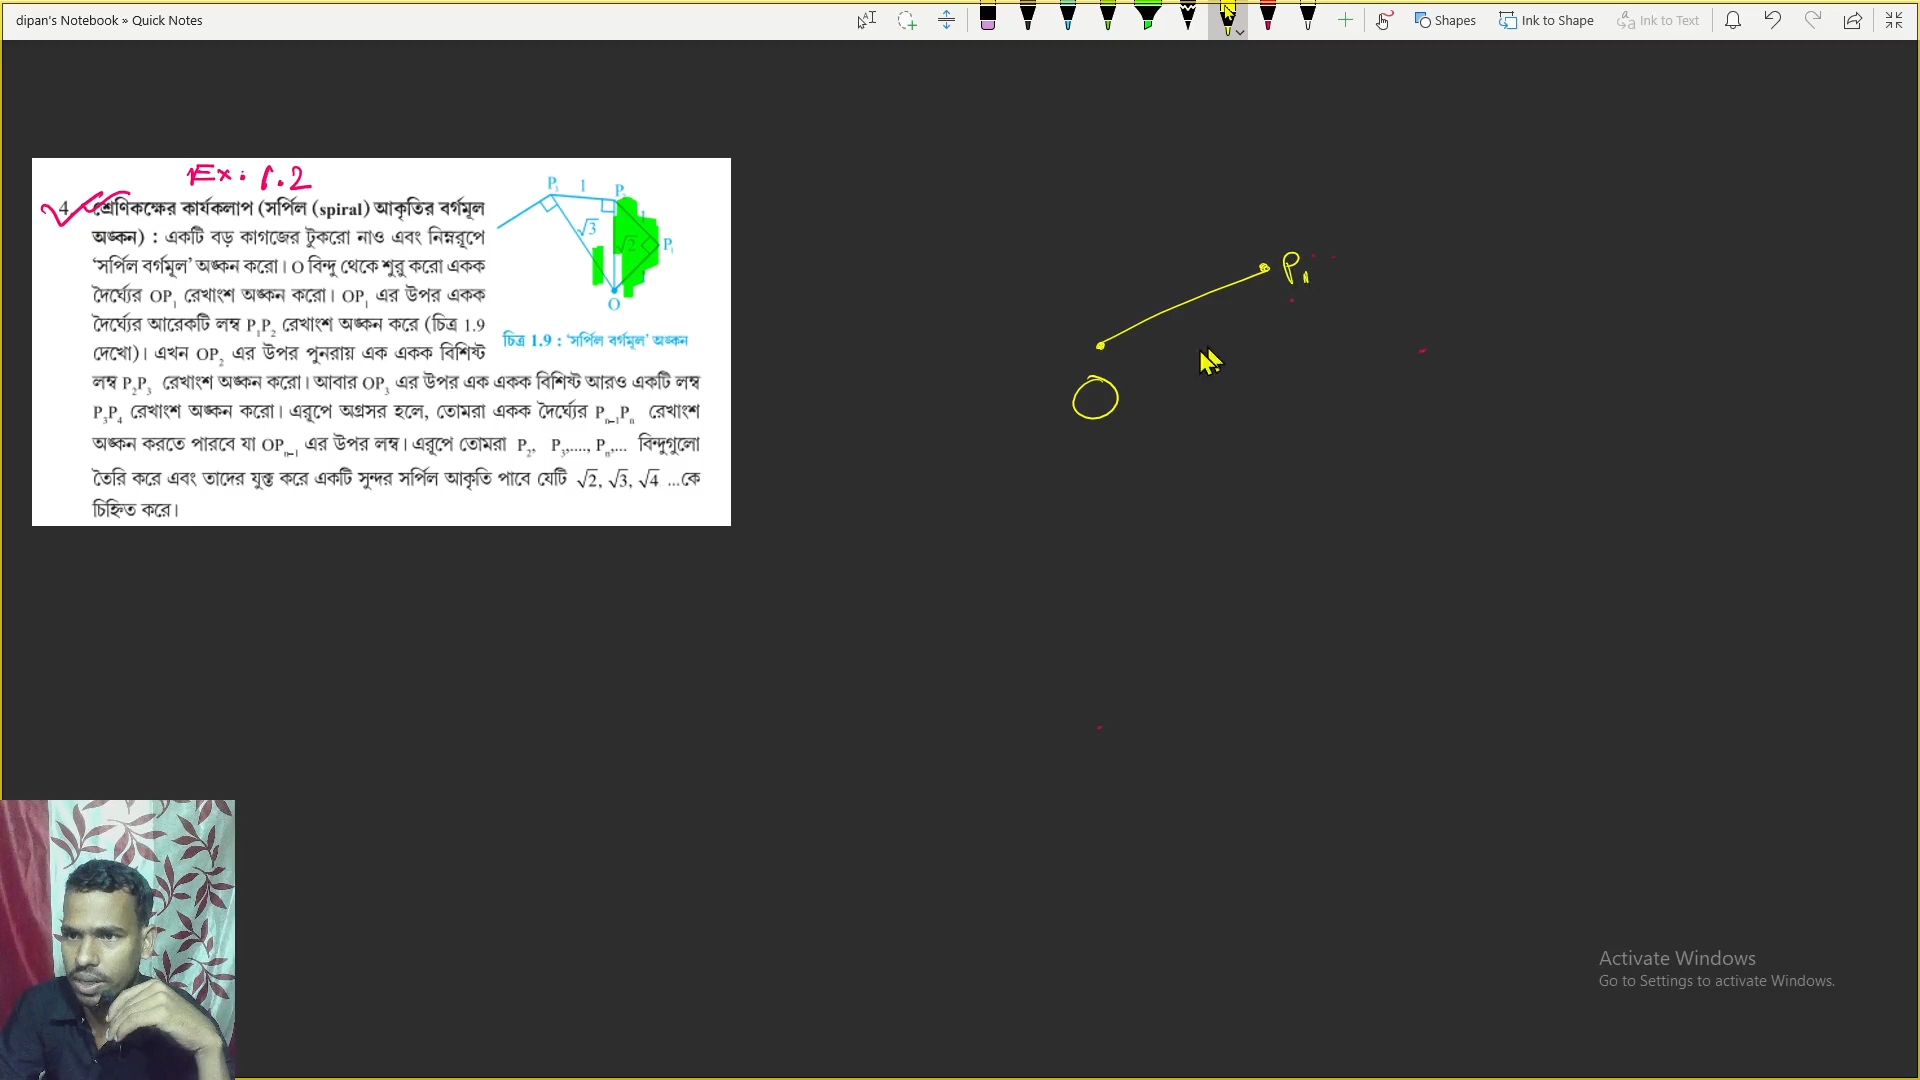 dipan's Notebook » Quick Notes
Shapes
Ink to Shape
Ink to Text
Ex: 1.2
4. শ্রেণিকক্ষের কার্যকলাপ (সর্পিল (spiral) আকৃতির বর্গমূল
অঙ্কন) : একটি বড় কাগজের টুকরো নাও এবং নিম্নরূপে
‘সর্পিল বর্গমূল’ অঙ্কন করো। O বিন্দু থেকে শুরু করো একক
দৈর্ঘ্যের OP₁ রেখাংশ অঙ্কন করো। OP₁ এর উপর একক
দৈর্ঘ্যের আরেকটি লম্ব P₁P₂ রেখাংশ অঙ্কন করে (চিত্র 1.9
দেখো)। এখন OP₂ এর উপর পুনরায় এক একক বিশিষ্ট
লম্ব P₂P₃ রেখাংশ অঙ্কন করো। আবার OP₃ এর উপর এক একক বিশিষ্ট আরও একটি লম্ব
P₃P₄ রেখাংশ অঙ্কন করো। এরূপে অগ্রসর হলে, তোমরা একক দৈর্ঘ্যের Pₙ₋₁Pₙ রেখাংশ
অঙ্কন করতে পারবে যা OPₙ₋₁ এর উপর লম্ব। এরূপে তোমরা P₂, P₃,...., Pₙ,... বিন্দুগুলো
তৈরি করে এবং তাদের যুক্ত করে একটি সুন্দর সর্পিল আকৃতি পাবে যেটি √2, √3, √4 ...কে
চিহ্নিত করে।
P₃ 1 P₂
√3 1
√2 P₁
O
চিত্র 1.9 : ‘সর্পিল বর্গমূল’ অঙ্কন
P₁
O
Activate Windows
Go to Settings to activate Windows.